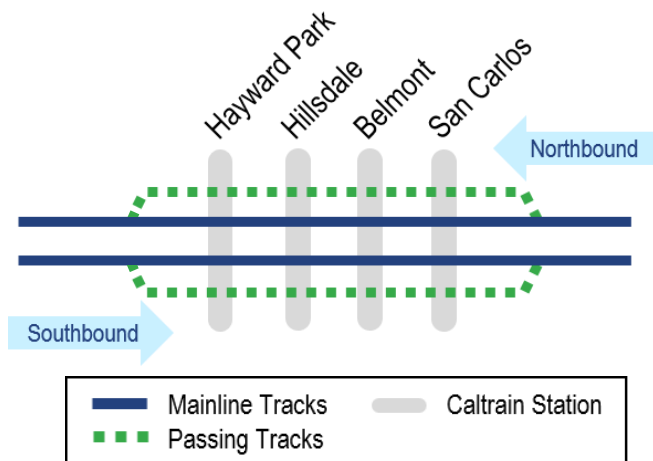 Hayward Park
Hillsdale
Belmont
San Carlos
Northbound
Southbound
Mainline Tracks
Caltrain Station
Passing Tracks